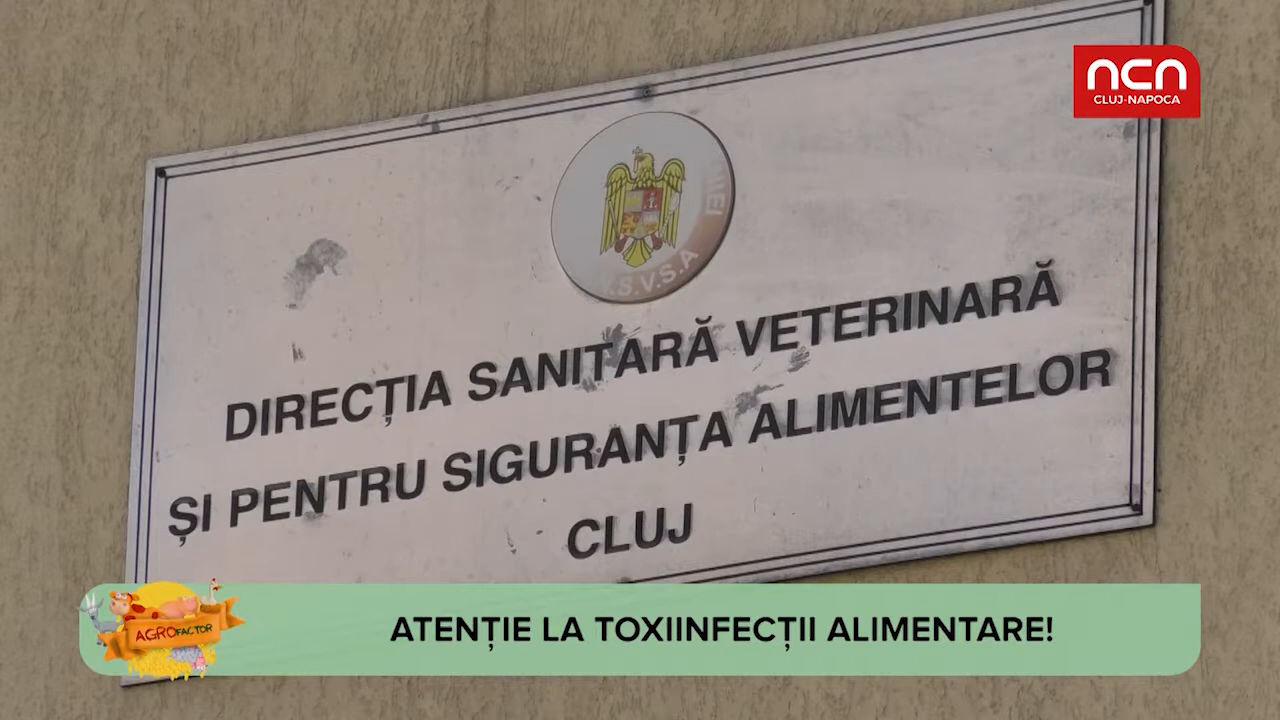 ncn
CLUJ-NAPOCA
DIRECȚIA SANITARĂ VETERINARĂ
ȘI PENTRU SIGURANȚA ALIMENTELOR
CLUJ
AGROFACTOR
ATENȚIE LA TOXIINFECȚII ALIMENTARE!